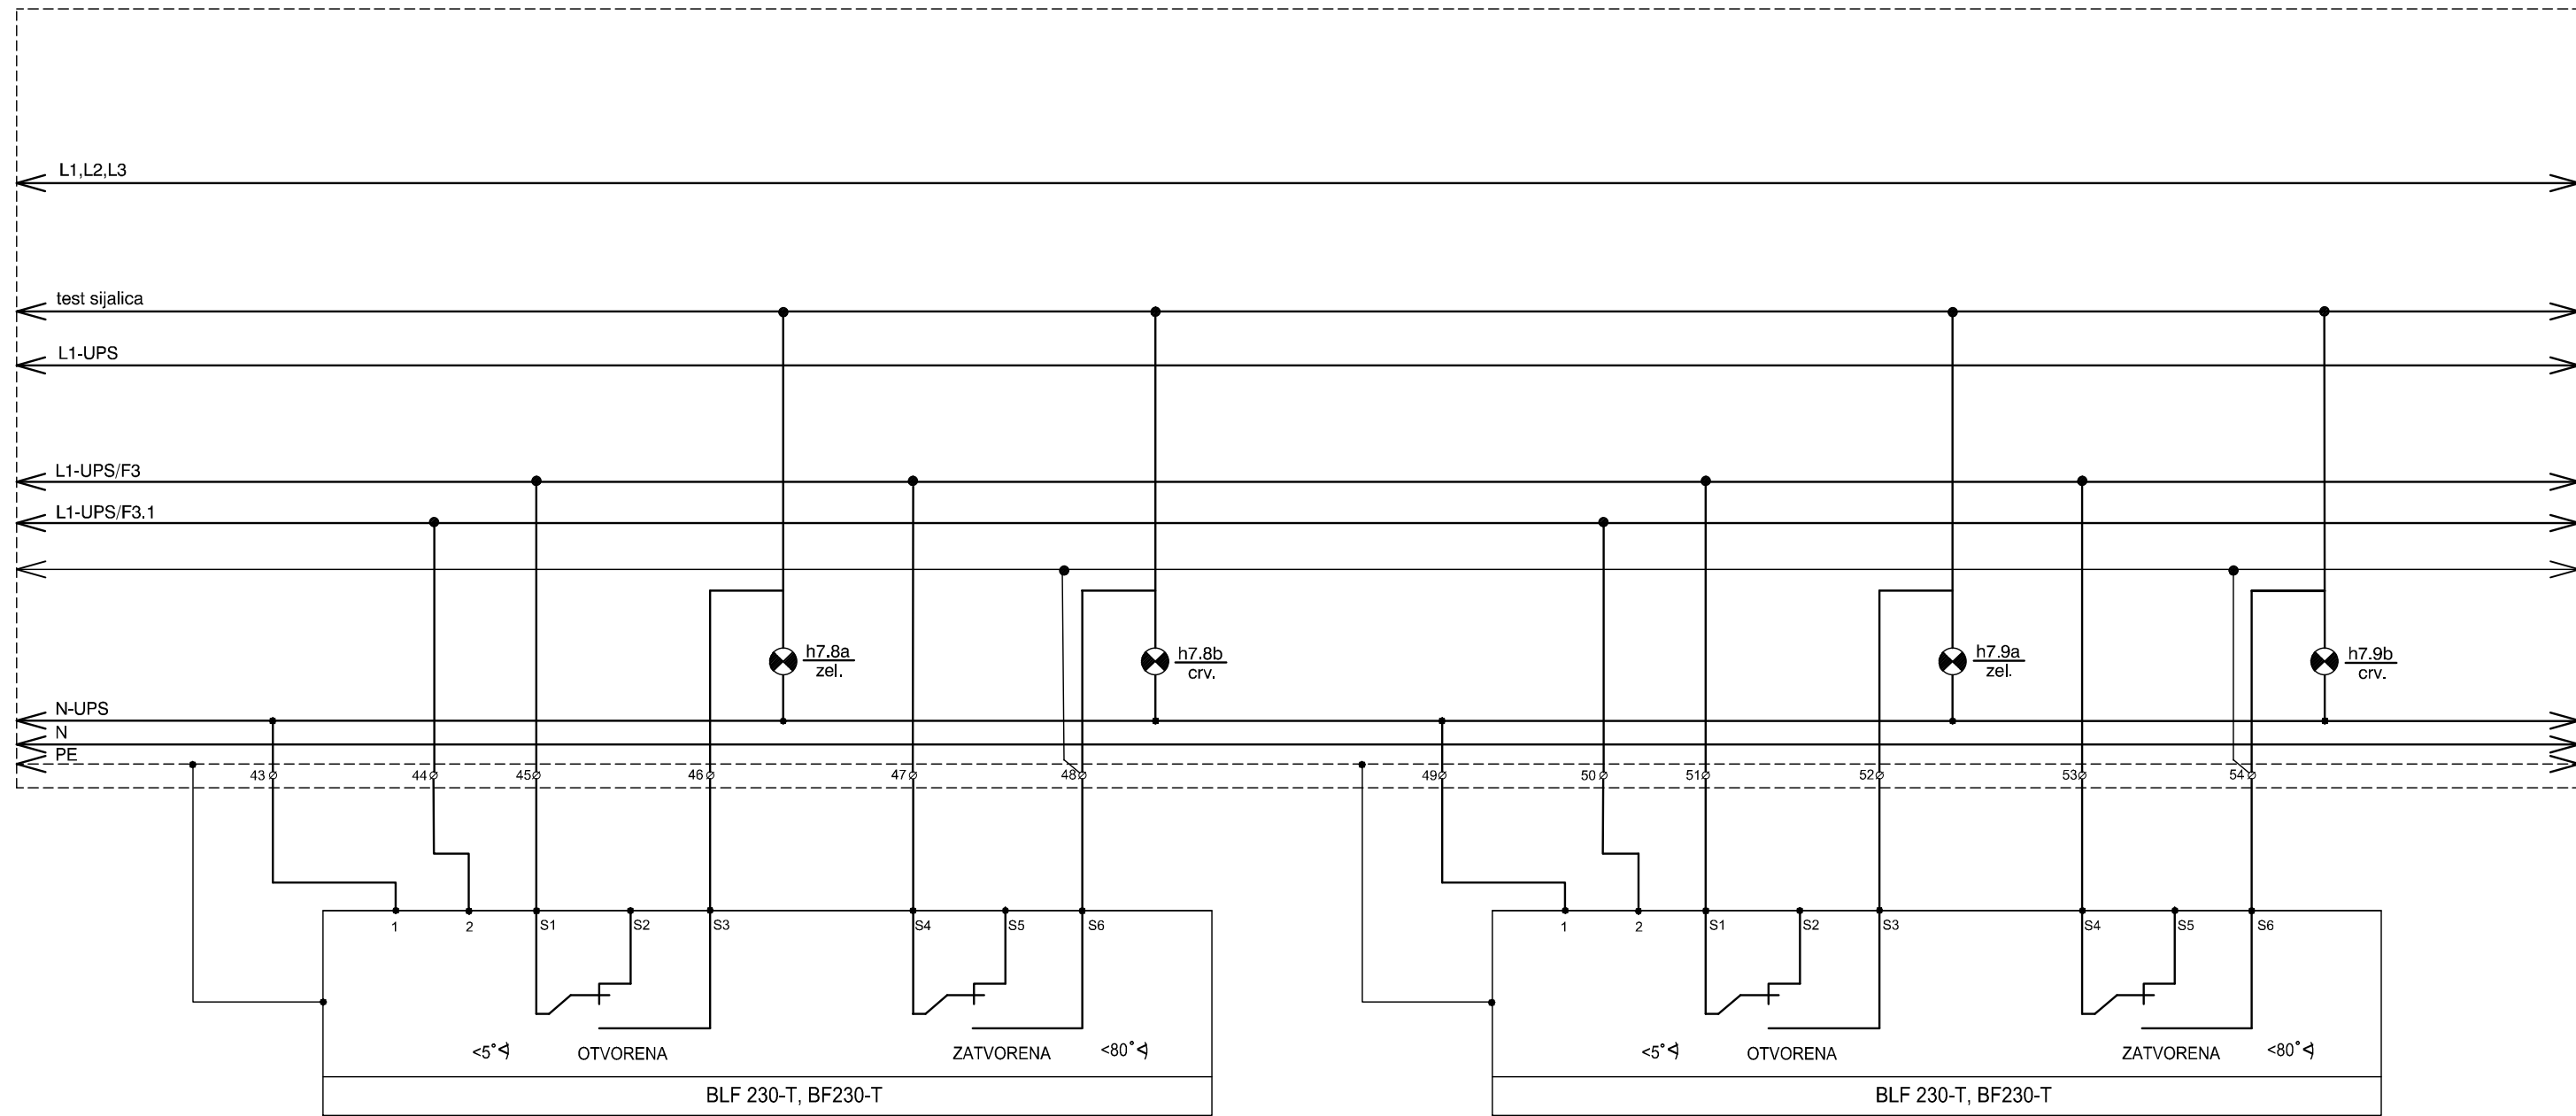 L1,L2,L3
test sijalica
L1-UPS
L1-UPS/F3
L1-UPS/F3.1
h7.8a
zel.
h7.8b
crv.
h7.9a
zel.
h7.9b
crv.
N-UPS
N
PE
43 44 45 46 47 48 49 50 51 52 53 54
1 2 S1 S2 S3 S4 S5 S6 1 2 S1 S2 S3 S4 S5 S6
<5° OTVORENA ZATVORENA <80° <5° OTVORENA ZATVORENA <80°
BLF 230-T, BF230-T BLF 230-T, BF230-T